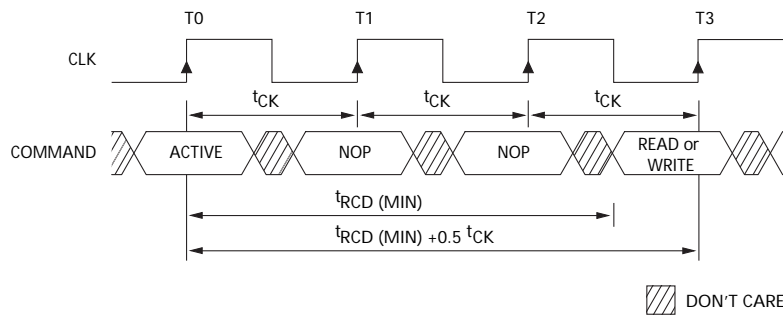 T0 T1 T2 T3
CLK
tCK tCK tCK
COMMAND ACTIVE NOP NOP READ or
WRITE
tRCD (MIN)
tRCD (MIN) +0.5 tCK
DON'T CARE